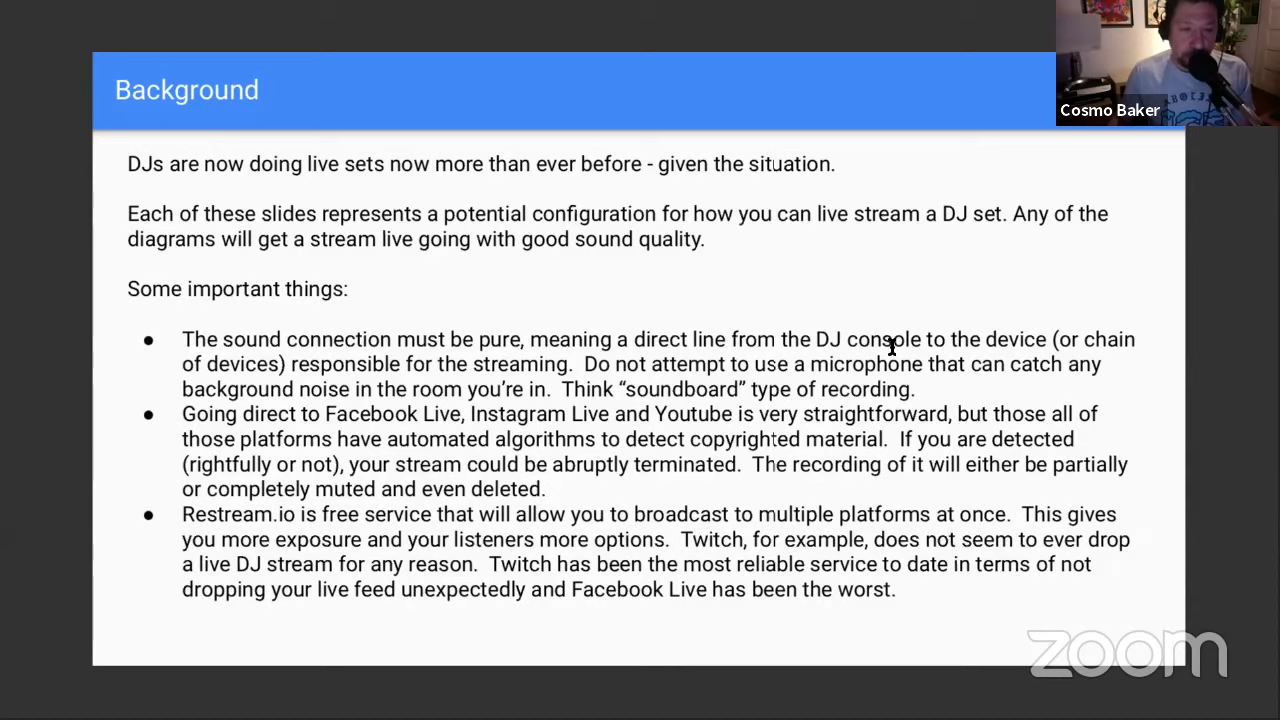 Background
Cosmo Baker
DJs are now doing live sets now more than ever before - given the situation.
Each of these slides represents a potential configuration for how you can live stream a DJ set. Any of the
diagrams will get a stream live going with good sound quality.
Some important things:
● The sound connection must be pure, meaning a direct line from the DJ console to the device (or chain
of devices) responsible for the streaming. Do not attempt to use a microphone that can catch any
background noise in the room you're in. Think “soundboard” type of recording.
● Going direct to Facebook Live, Instagram Live and Youtube is very straightforward, but those all of
those platforms have automated algorithms to detect copyrighted material. If you are detected
(rightfully or not), your stream could be abruptly terminated. The recording of it will either be partially
or completely muted and even deleted.
● Restream.io is free service that will allow you to broadcast to multiple platforms at once. This gives
you more exposure and your listeners more options. Twitch, for example, does not seem to ever drop
a live DJ stream for any reason. Twitch has been the most reliable service to date in terms of not
dropping your live feed unexpectedly and Facebook Live has been the worst.
zoom